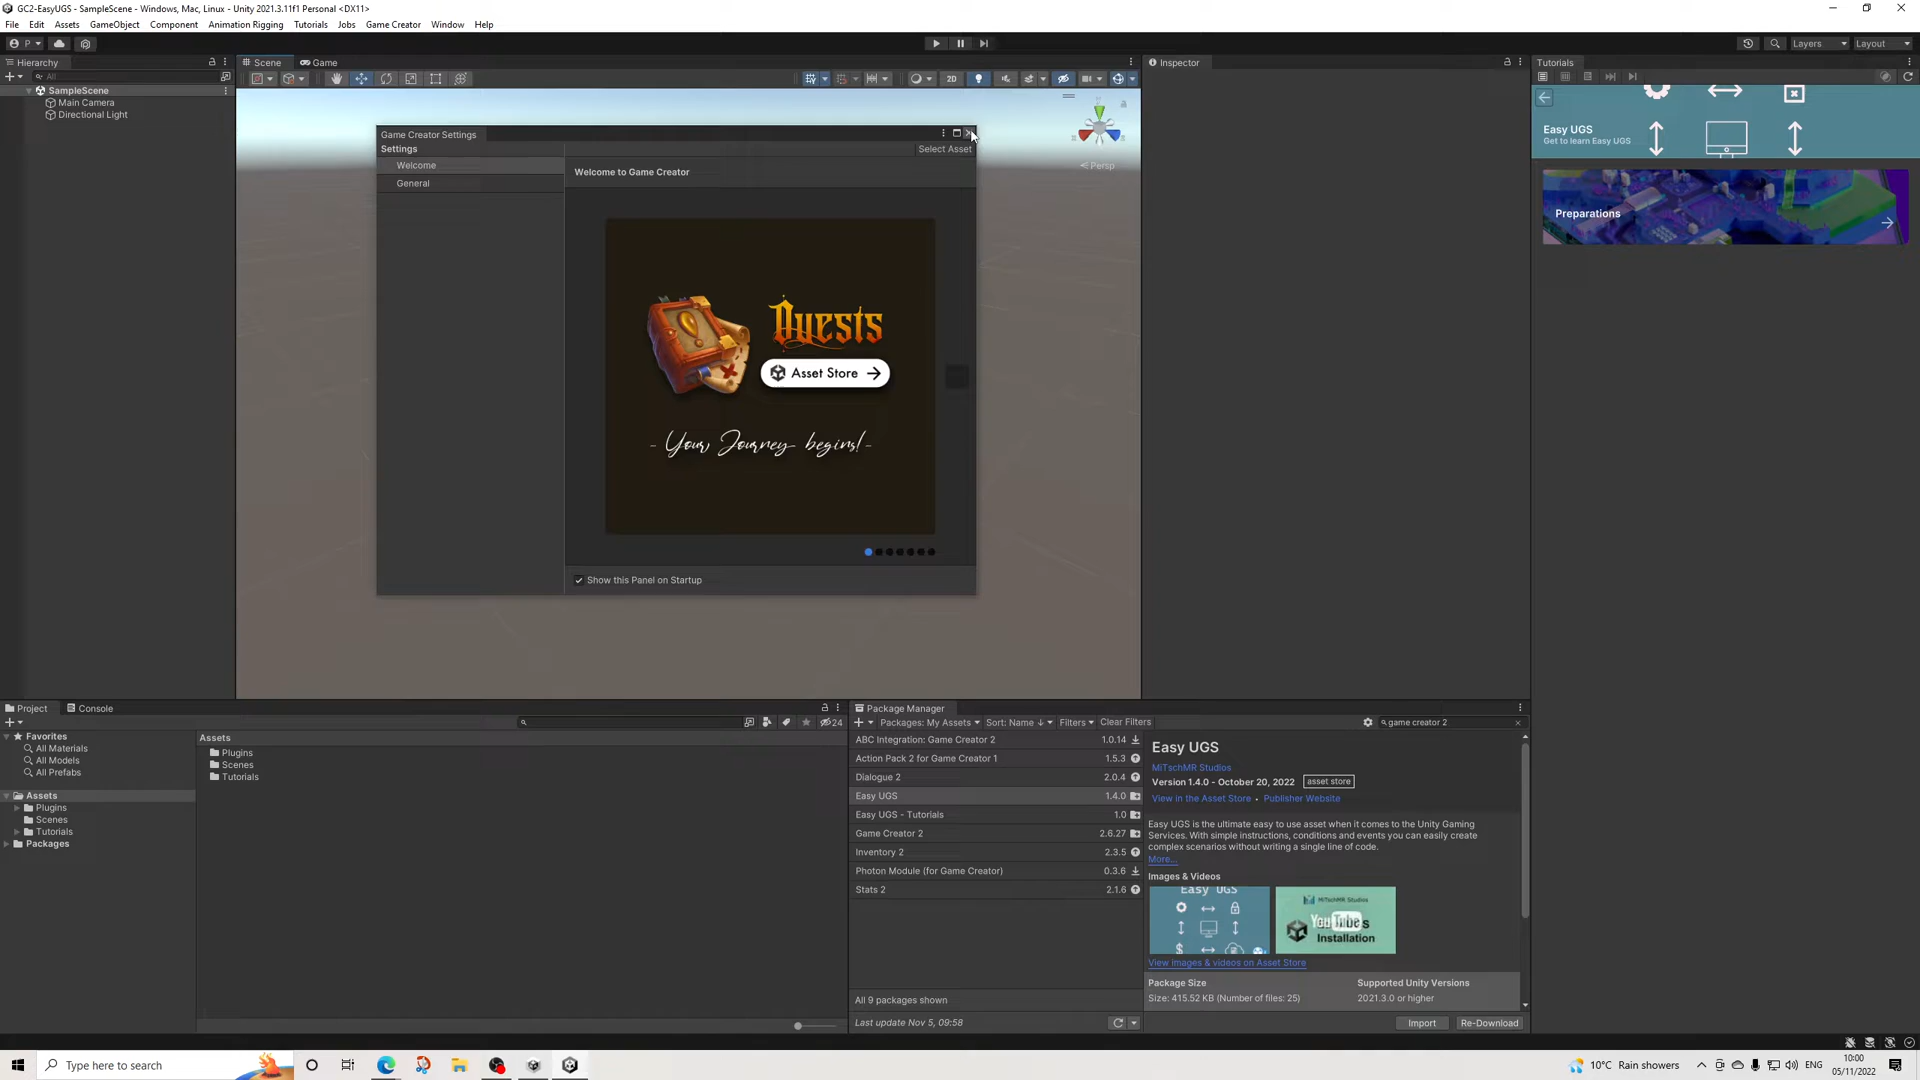 GC2-EasyUGS - SampleScene - Windows, Mac, Linux - Unity 2021.3.11f1 Personal <DX11>
File Edit Assets GameObject Component Animation Rigging Tutorials Jobs Game Creator Window Help
P Layers Layout
Hierarchy
All
SampleScene
Main Camera
Directional Light
Scene Game
2D
Persp
Game Creator Settings
Settings
Welcome
General
Select Asset
Welcome to Game Creator
Quests
Asset Store →
- Your Journey begins! -
Show this Panel on Startup
Inspector
Tutorials
Easy UGS
Get to learn Easy UGS
Preparations
Project Console
24
Favorites
All Materials
All Models
All Prefabs
Assets
Plugins
Scenes
Tutorials
Packages
Assets
Plugins
Scenes
Tutorials
Package Manager
Packages: My Assets Sort: Name ↓ Filters Clear Filters game creator 2
ABC Integration: Game Creator 2 1.0.14
Action Pack 2 for Game Creator 1 1.5.3
Dialogue 2 2.0.4
Easy UGS 1.4.0
Easy UGS - Tutorials 1.0
Game Creator 2 2.6.27
Inventory 2 2.3.5
Photon Module (for Game Creator) 0.3.6
Stats 2 2.1.6
All 9 packages shown
Last update Nov 5, 09:58
Easy UGS
MiTschMR Studios
Version 1.4.0 - October 20, 2022 asset store
View in the Asset Store • Publisher Website
Easy UGS is the ultimate easy to use asset when it comes to the Unity Gaming
Services. With simple instructions, conditions and events you can easily create
complex scenarios without writing a single line of code.
More...
Images & Videos
Easy UGS
MiTschMR Studios
YouTube
Installation
View images & videos on Asset Store
Package Size Supported Unity Versions
Size: 415.52 KB (Number of files: 25) 2021.3.0 or higher
Import Re-Download
Type here to search
10°C Rain showers
ENG
10:00
05/11/2022